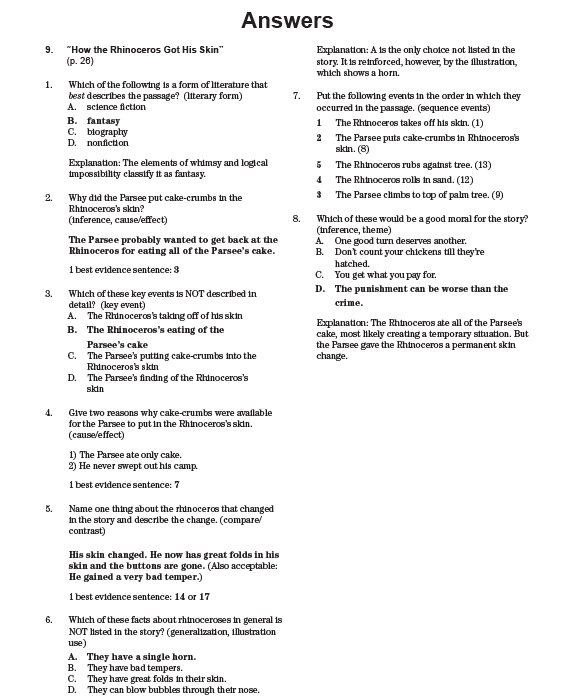 Answers
9. "How the Rhinoceros Got His Skin"
(p. 26)
1. Which of the following is a form of literature that
best describes the passage? (literary form)
A. science fiction
B. fantasy
C. biography
D. nonfiction
Explanation: The elements of whimsy and logical
impossibility classify it as fantasy.
2. Why did the Parsee put cake-crumbs in the
Rhinoceros's skin?
(inference, cause/effect)
The Parsee probably wanted to get back at the
Rhinoceros for eating all of the Parsee's cake.
1 best evidence sentence: 3
3. Which of these key events is NOT described in
detail? (key event)
A. The Rhinoceros's taking off of his skin
B. The Rhinoceros's eating of the
Parsee's cake
C. The Parsee's putting cake-crumbs into the
Rhinoceros's skin
D. The Parsee's finding of the Rhinoceros's
skin
4. Give two reasons why cake-crumbs were available
for the Parsee to put in the Rhinoceros's skin.
(cause/effect)
1) The Parsee ate only cake.
2) He never swept out his camp.
1 best evidence sentence: 7
5. Name one thing about the rhinoceros that changed
in the story and describe the change. (compare/
contrast)
His skin changed. He now has great folds in his
skin and the buttons are gone. (Also acceptable:
He gained a very bad temper.)
1 best evidence sentence: 14 or 17
6. Which of these facts about rhinoceroses in general is
NOT listed in the story? (generalization, illustration
use)
A. They have a single horn.
B. They have bad tempers.
C. They have great folds in their skin.
D. They can blow bubbles through their nose.
Explanation: A is the only choice not listed in the
story. It is reinforced, however, by the illustration,
which shows a horn.
7. Put the following events in the order in which they
occurred in the passage. (sequence events)
1 The Rhinoceros takes off his skin. (1)
2 The Parsee puts cake-crumbs in Rhinoceros's
skin. (8)
5 The Rhinoceros rubs against tree. (13)
4 The Rhinoceros rolls in sand. (12)
3 The Parsee climbs to top of palm tree. (9)
8. Which of these would be a good moral for the story?
(inference, theme)
A. One good turn deserves another.
B. Don't count your chickens till they're
hatched.
C. You get what you pay for.
D. The punishment can be worse than the
crime.
Explanation: The Rhinoceros ate all of the Parsee's
cake, most likely creating a temporary situation. But
the Parsee gave the Rhinoceros a permanent skin
change.